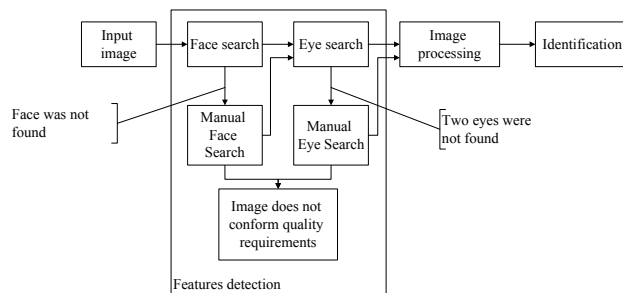 Input
image
Face search
Eye search
Image
processing
Identification
Face was not
found
Manual
Face
Search
Manual
Eye Search
Two eyes were
not found
Image does not
conform quality
requirements
Features detection